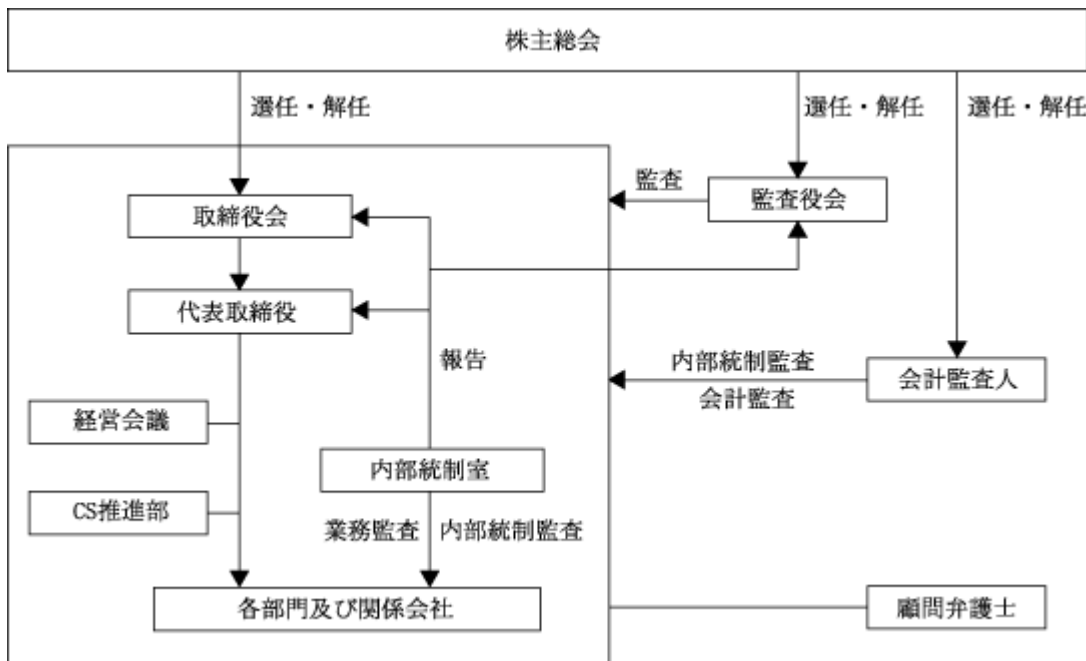 株主総会
選任・解任
選任・解任
選任・解任
監査
監査役会
取締役会
代表取締役
報告
内部統制監査
会計監査
会計監査人
経営会議
内部統制室
CS推進部
業務監査
内部統制監査
各部門及び関係会社
顧問弁護士